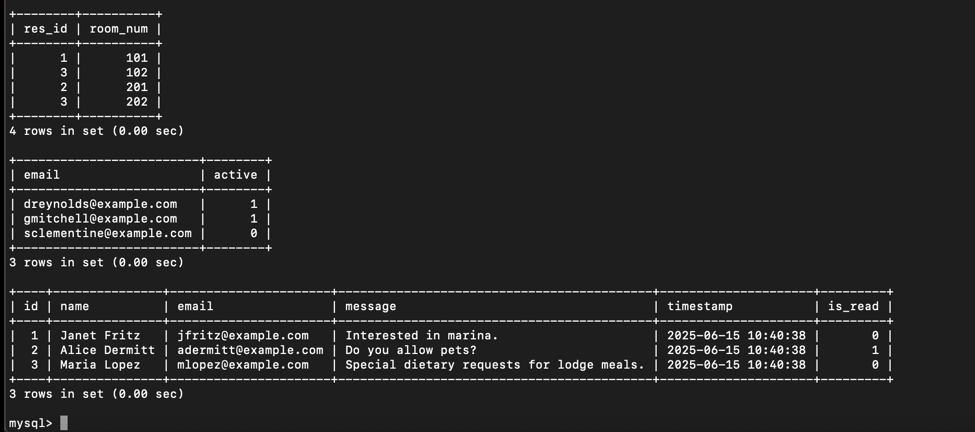 +--------+----------+
| res_id | room_num |
+--------+----------+
|      1 |      101 |
|      3 |      102 |
|      2 |      201 |
|      3 |      202 |
+--------+----------+
4 rows in set (0.00 sec)

+-------------------------+--------+
| email                   | active |
+-------------------------+--------+
| dreynolds@example.com   |      1 |
| gmitchell@example.com   |      1 |
| sclementine@example.com |      0 |
+-------------------------+--------+
3 rows in set (0.00 sec)

+----+---------------+----------------------+-------------------------------------------+---------------------+---------+
| id | name          | email                | message                                   | timestamp           | is_read |
+----+---------------+----------------------+-------------------------------------------+---------------------+---------+
|  1 | Janet Fritz   | jfritz@example.com   | Interested in marina.                     | 2025-06-15 10:40:38 |       0 |
|  2 | Alice Dermitt | adermitt@example.com | Do you allow pets?                        | 2025-06-15 10:40:38 |       1 |
|  3 | Maria Lopez   | mlopez@example.com   | Special dietary requests for lodge meals. | 2025-06-15 10:40:38 |       0 |
+----+---------------+----------------------+-------------------------------------------+---------------------+---------+
3 rows in set (0.00 sec)

mysql>